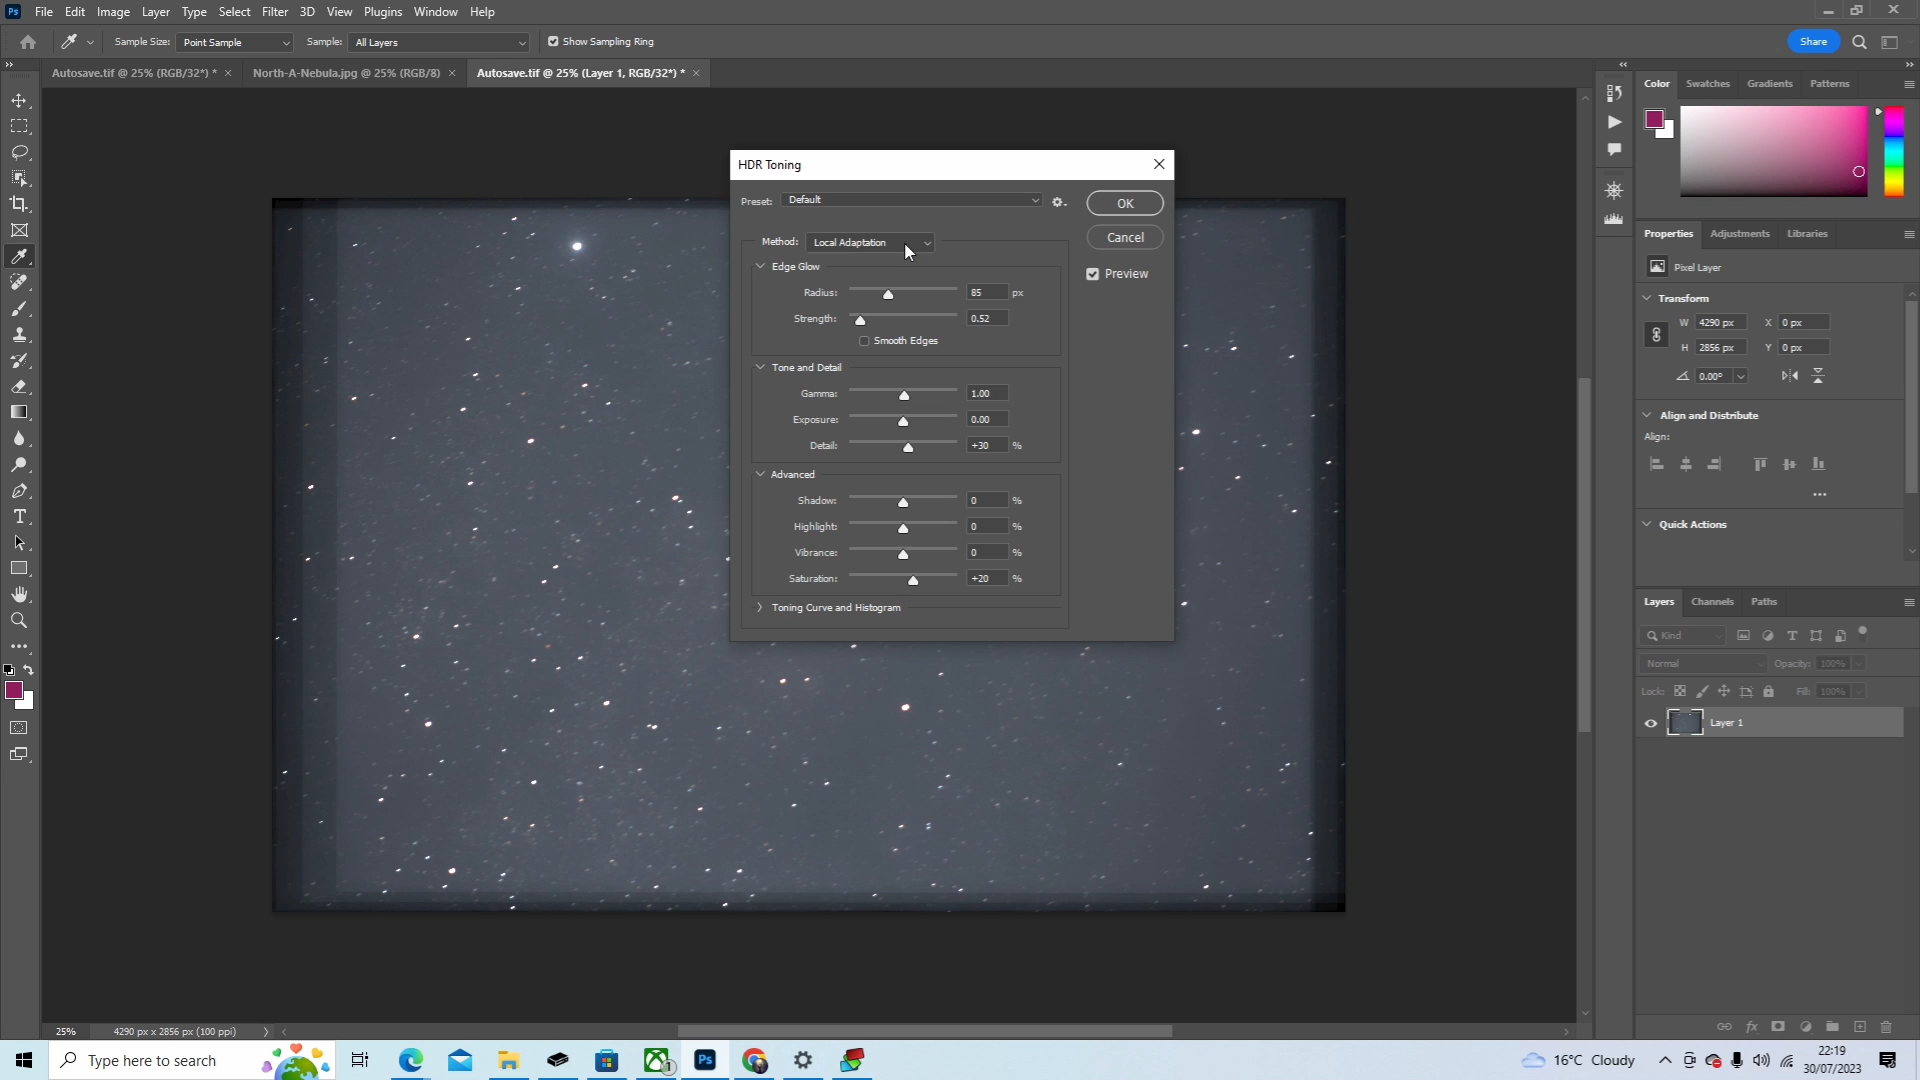 Ps File Edit Image Layer Type Select Filter 3D View Plugins Window Help
Sample Size: Point Sample Sample: All Layers Show Sampling Ring Share
Autosave.tif @ 25% (RGB/32*) * North-A-Nebula.jpg @ 25% (RGB/8) Autosave.tif @ 25% (Layer 1, RGB/32*) *
Color Swatches Gradients Patterns
HDR Toning
Preset: Default OK
Method: Local Adaptation Cancel
Edge Glow Preview
Radius: 85 px
Strength: 0.52
Smooth Edges
Tone and Detail
Gamma: 1.00
Exposure: 0.00
Detail: +30 %
Advanced
Shadow: 0 %
Highlight: 0 %
Vibrance: 0 %
Saturation: +20 %
Toning Curve and Histogram
Properties Adjustments Libraries
Pixel Layer
Transform
W 4290 px X 0 px
H 2856 px Y 0 px
0.00°
Align and Distribute
Align:
Quick Actions
Layers Channels Paths
Kind
Normal Opacity: 100%
Lock: Fill: 100%
Layer 1
25% 4290 px x 2856 px (100 ppi)
Type here to search 1 Ps 16°C Cloudy 22:19
30/07/2023